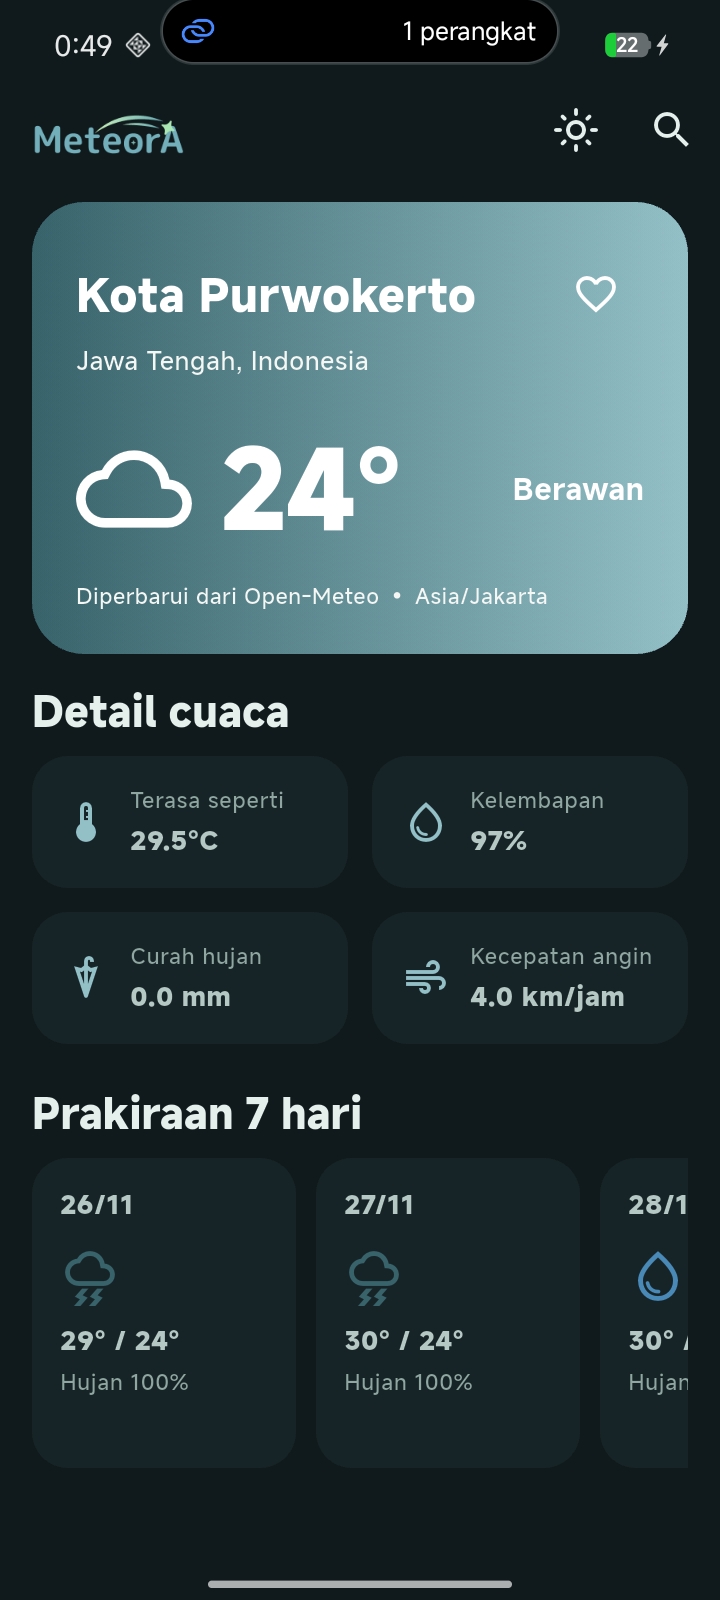 0:49
1 perangkat
22
MeteorA
Kota Purwokerto
Jawa Tengah, Indonesia
24°
Berawan
Diperbarui dari Open-Meteo • Asia/Jakarta
Detail cuaca
Terasa seperti
29.5°C
Kelembapan
97%
Curah hujan
0.0 mm
Kecepatan angin
4.0 km/jam
Prakiraan 7 hari
26/11
29° / 24°
Hujan 100%
27/11
30° / 24°
Hujan 100%
28/1
30° /
Hujan